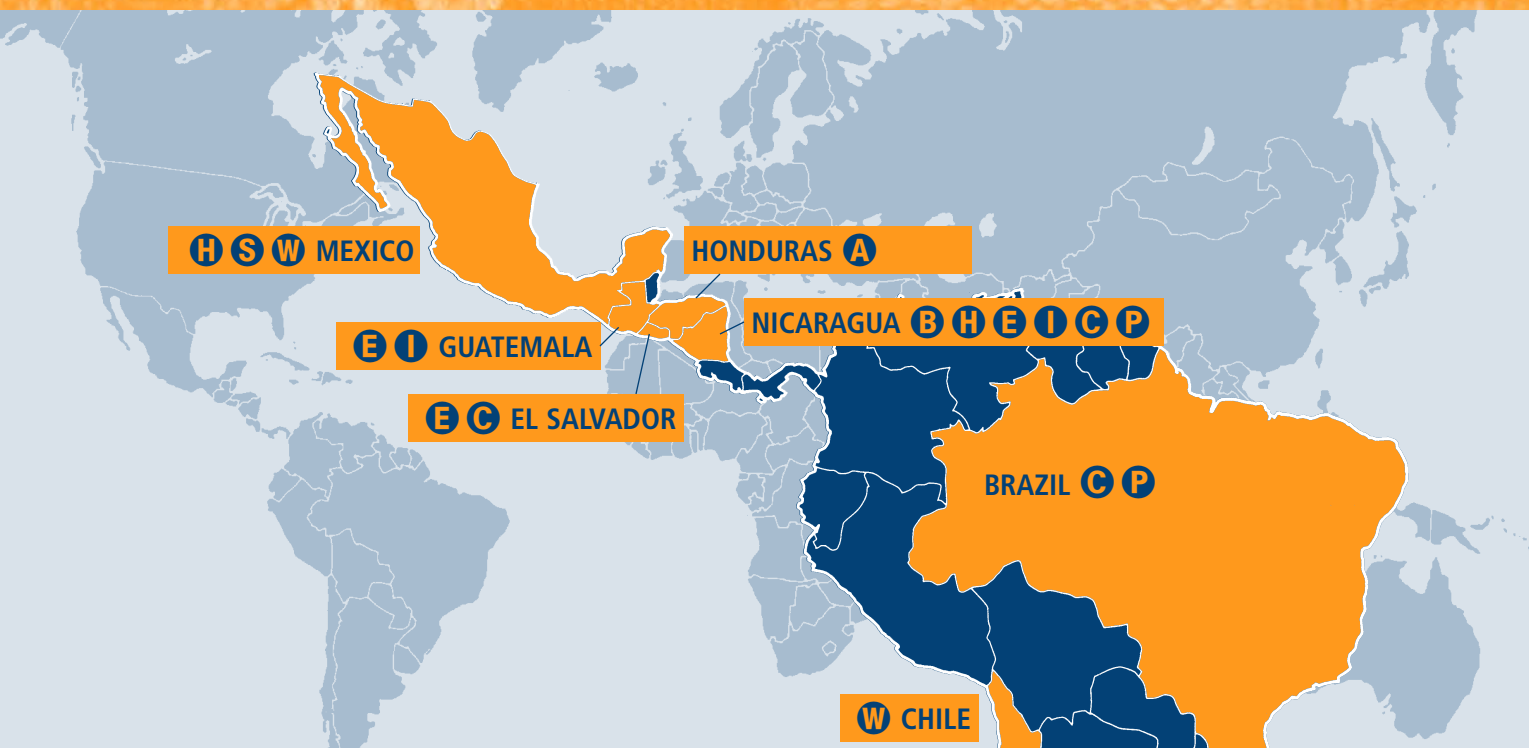 H S W MEXICO
HONDURAS A
NICARAGUA B H E I C P
E I GUATEMALA
E C EL SALVADOR
BRAZIL C P
W CHILE